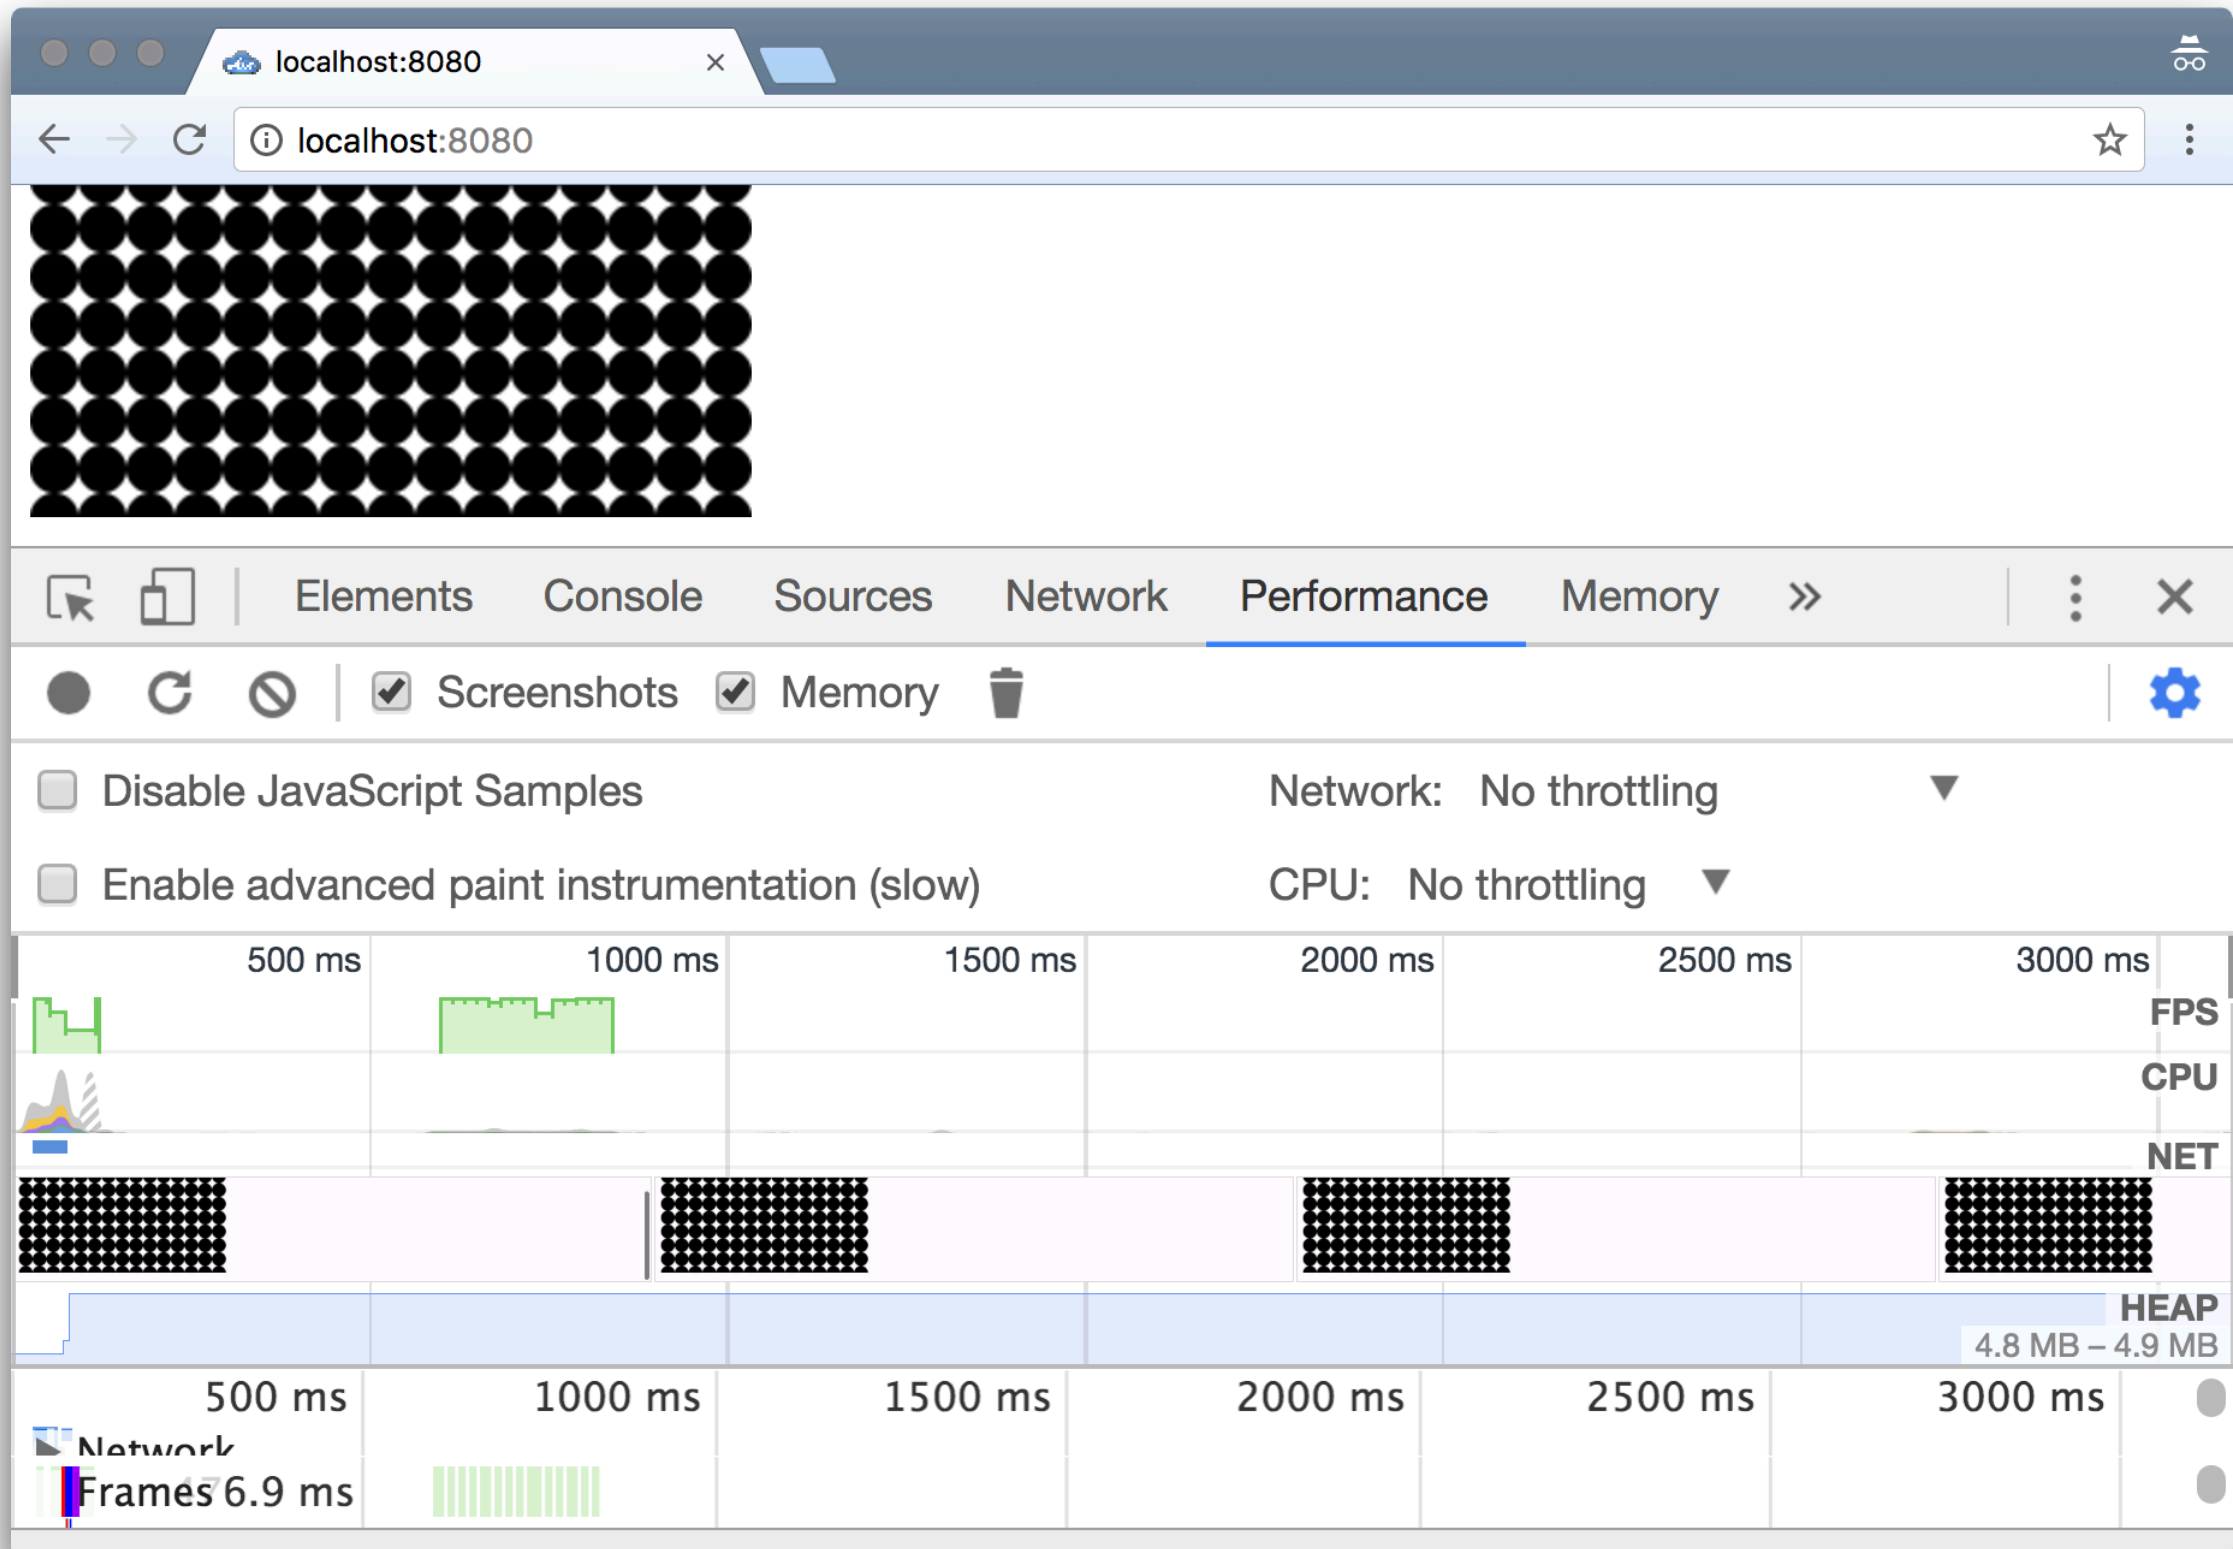 localhost:8080
localhost:8080
Elements Console Sources Network Performance Memory
Screenshots Memory
Disable JavaScript Samples Network: No throttling
Enable advanced paint instrumentation (slow) CPU: No throttling
500 ms 1000 ms 1500 ms 2000 ms 2500 ms 3000 ms
FPS
CPU
NET
HEAP
4.8 MB – 4.9 MB
500 ms 1000 ms 1500 ms 2000 ms 2500 ms 3000 ms
Network
Frames 6.9 ms